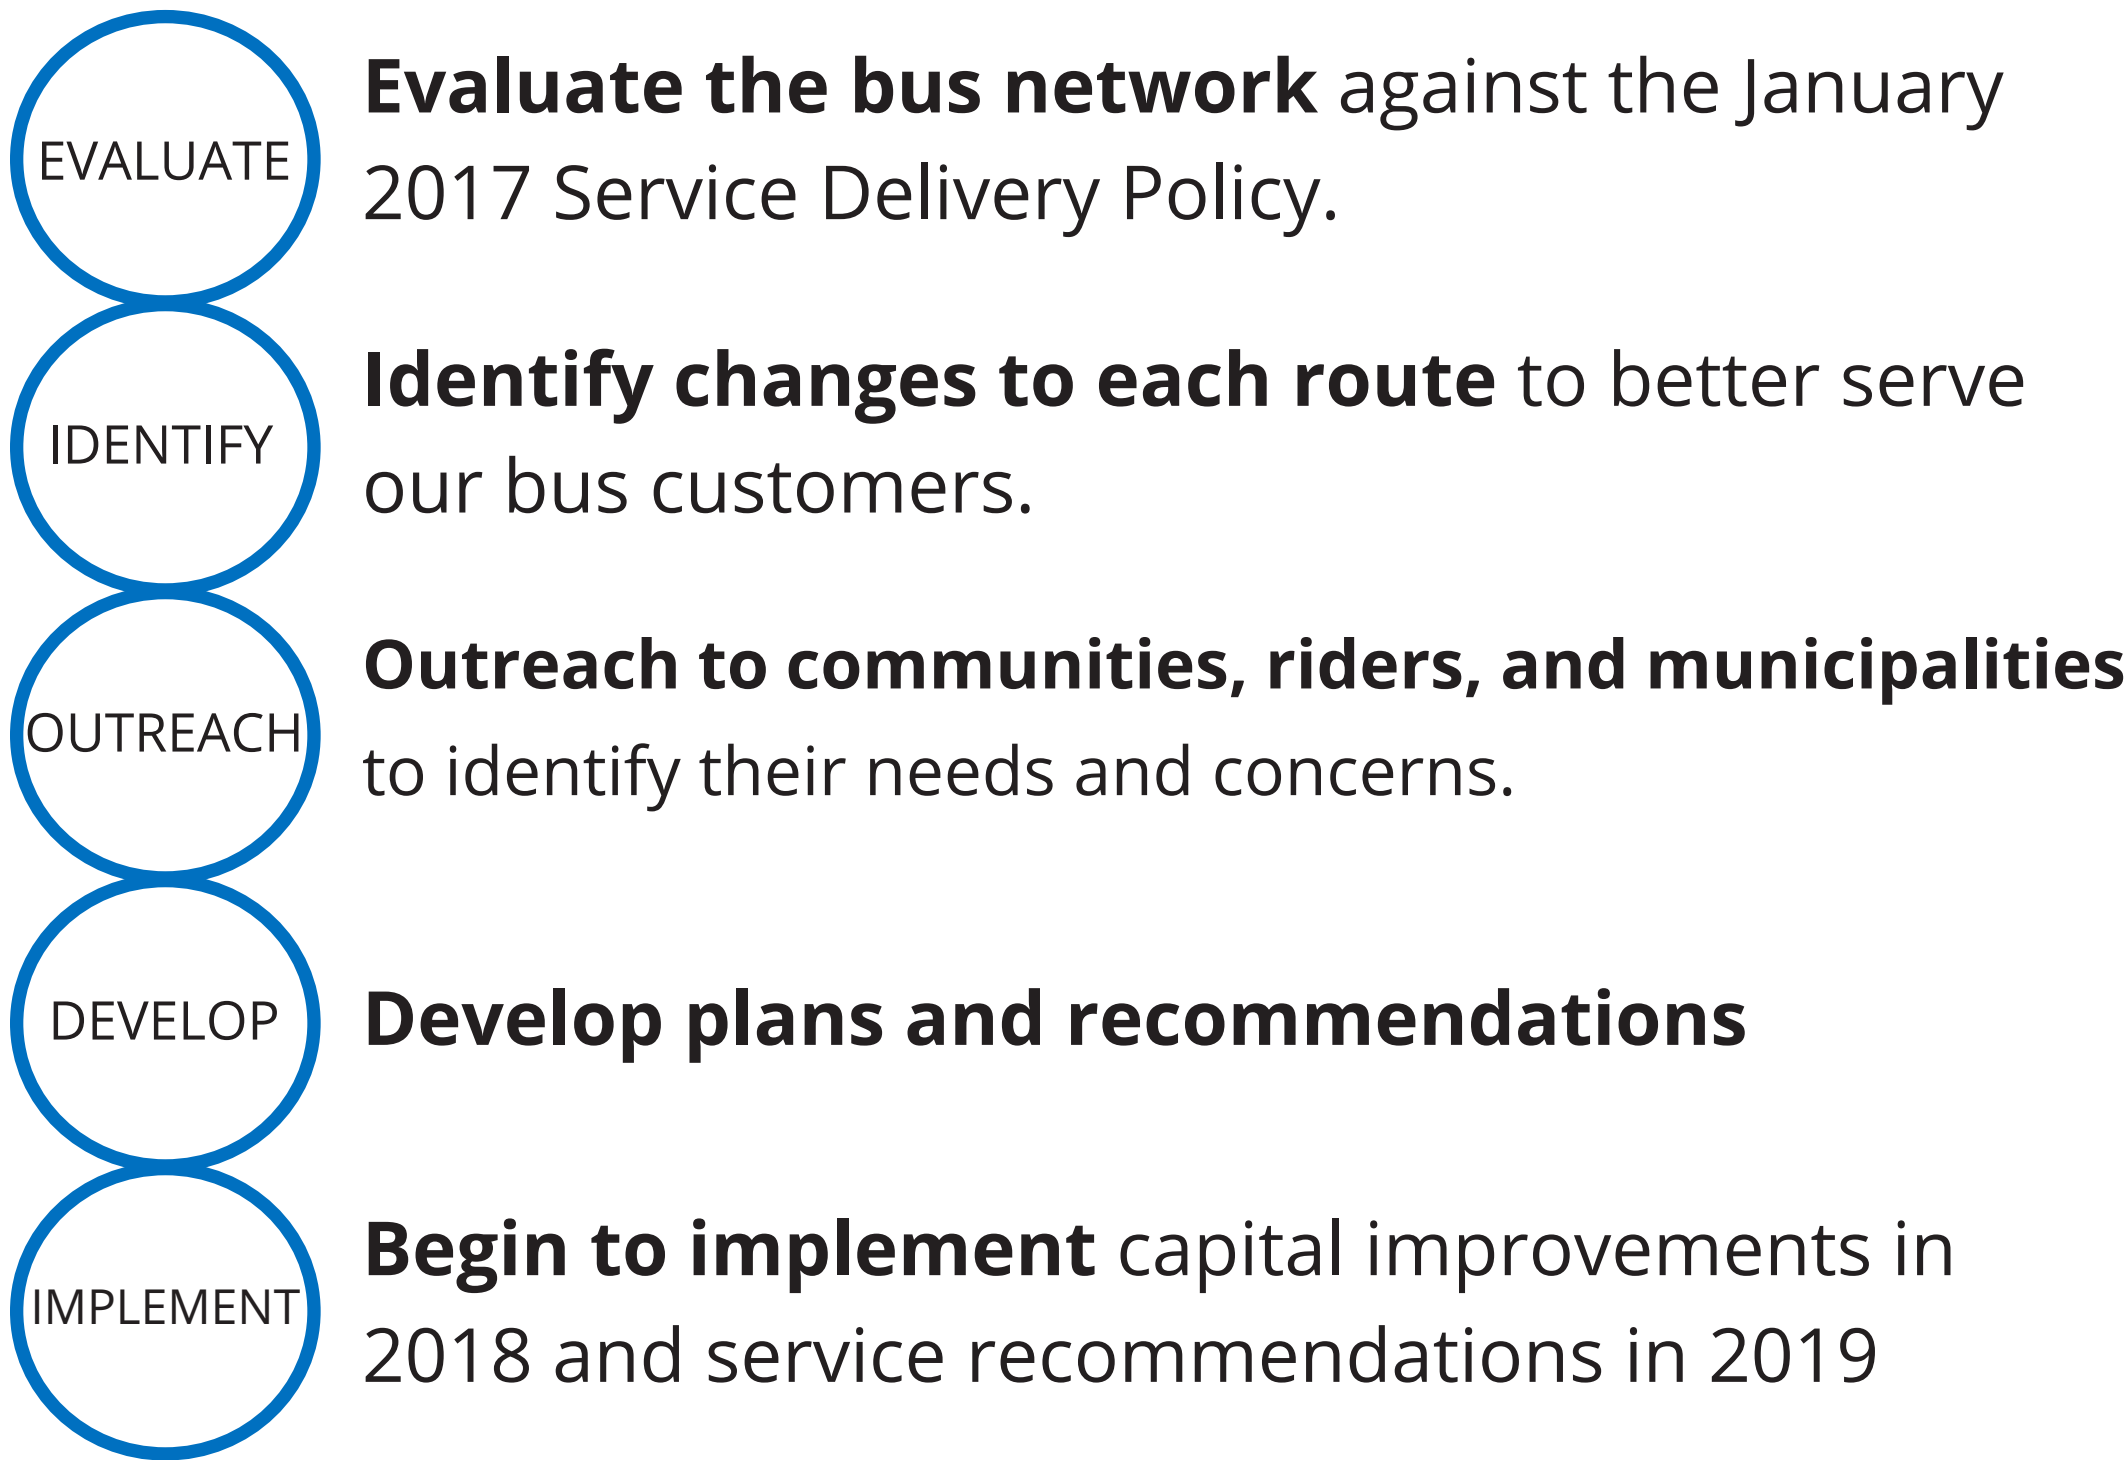 EVALUATE
Evaluate the bus network against the January
2017 Service Delivery Policy.
IDENTIFY
Identify changes to each route to better serve
our bus customers.
OUTREACH
Outreach to communities, riders, and municipalities
to identify their needs and concerns.
DEVELOP
Develop plans and recommendations
IMPLEMENT
Begin to implement capital improvements in
2018 and service recommendations in 2019